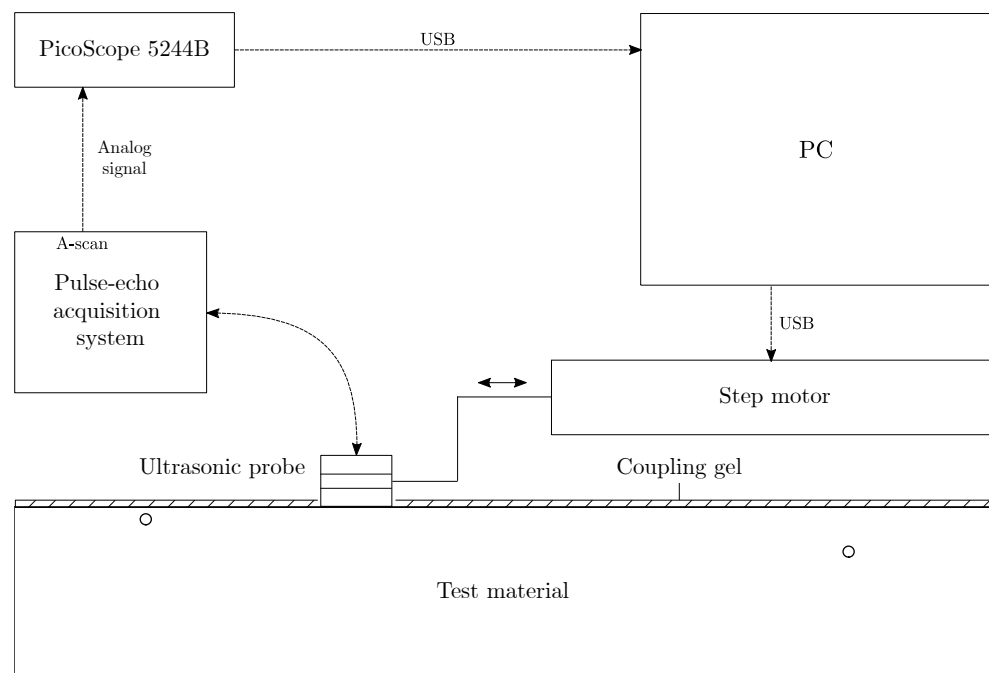 PicoScope 5244B
USB
PC
Analog
signal
A-scan
Pulse-echo
acquisition
system
USB
Step motor
Ultrasonic probe
Coupling gel
Test material